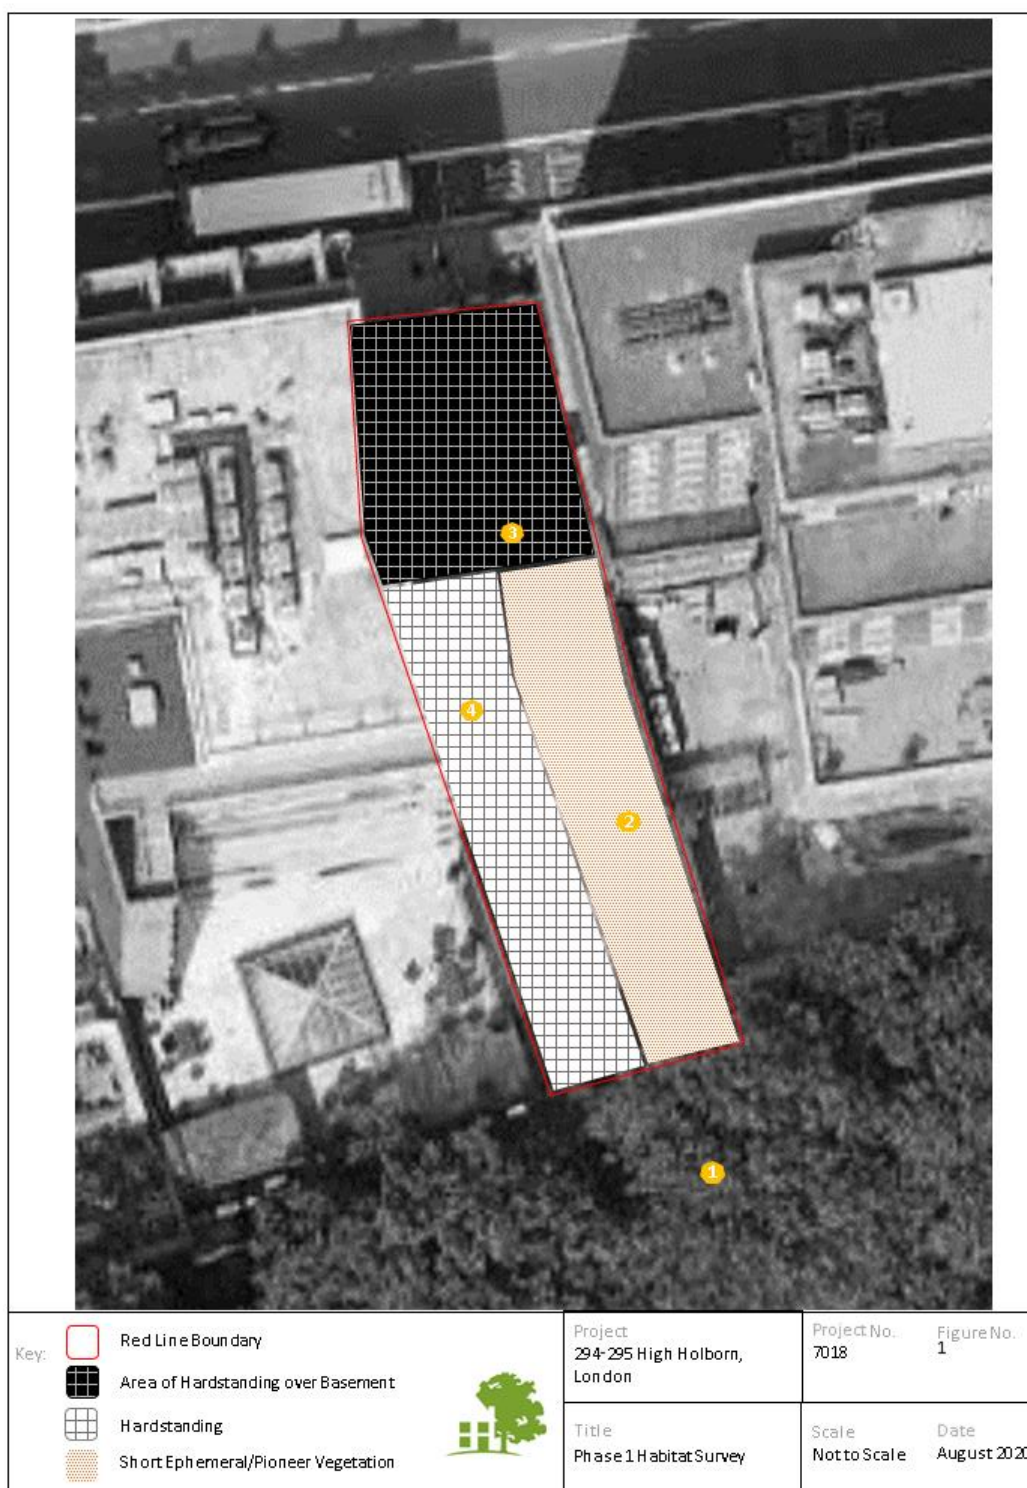 3
4
2
1
Key:
Red Line Boundary
Area of Hardstanding over Basement
Hardstanding
Short Ephemeral/Pioneer Vegetation
Project
294-295 High Holborn,
London
Project No.
7018
Figure No.
1
Title
Phase 1 Habitat Survey
Scale
Not to Scale
Date
August 2020